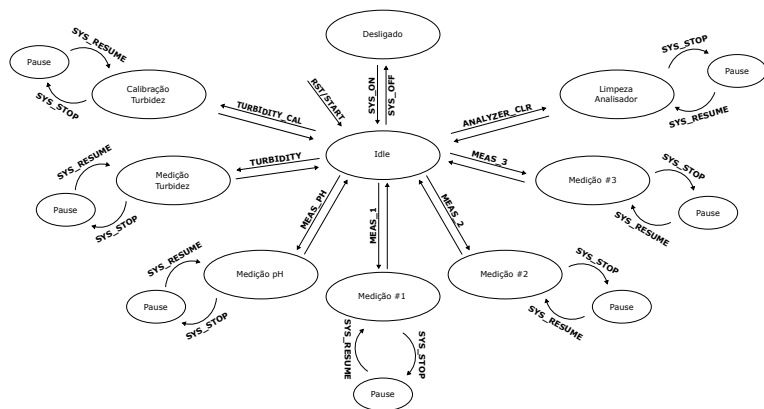 Desligado
SYS_ON
SYS_OFF
RST/START
Idle
SYS_RESUME
Pause
SYS_STOP
Calibração
Turbidez
TURBIDITY_CAL
SYS_RESUME
Pause
SYS_STOP
Medição
Turbidez
TURBIDITY
SYS_RESUME
Pause
SYS_STOP
Medição pH
MEAS_PH
Medição #1
MEAS_1
SYS_RESUME
SYS_STOP
Pause
Medição #2
MEAS_2
SYS_STOP
Pause
SYS_RESUME
Medição #3
MEAS_3
SYS_STOP
Pause
SYS_RESUME
Limpeza
Analisador
ANALYZER_CLR
SYS_STOP
Pause
SYS_RESUME